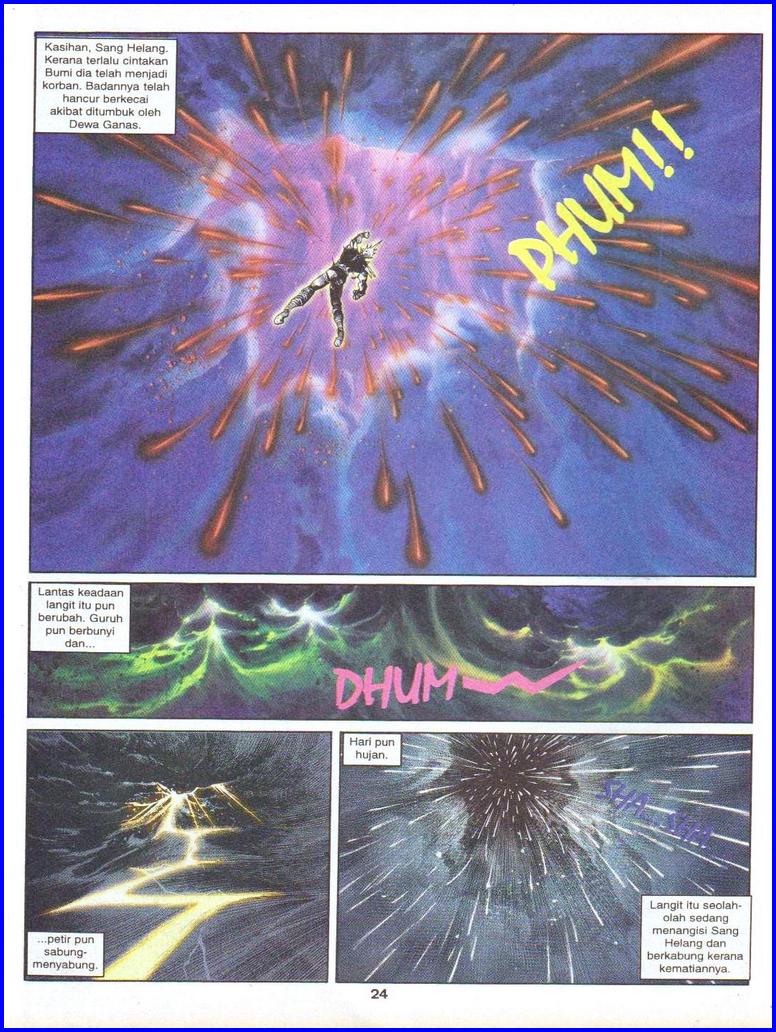 Kasihan, Sang Helang.
Kerana terlalu cintakan
Bumi dia telah menjadi
korban. Badannya telah
hancur berkecai
akibat ditumbuk oleh
Dewa Ganas.
DHUM!!
Lantas keadaan
langit itu pun
berubah. Guruh
pun berbunyi
dan...
DHUM
...petir pun
sabung-
menyabung.
Hari pun
hujan.
SHA...SHA
Langit itu seolah-
olah sedang
menangisi Sang
Helang dan
berkabung kerana
kematiannya.
24